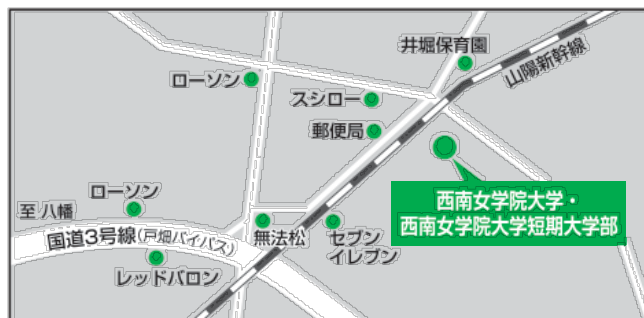 井堀保育園
山陽新幹線
ローソン
スシロー
郵便局
西南女学院大学・
西南女学院大学短期大学部
ローソン
至 八幡
国道3号線(戸畑バイパス)
無法松
セブン
イレブン
レッドバロン